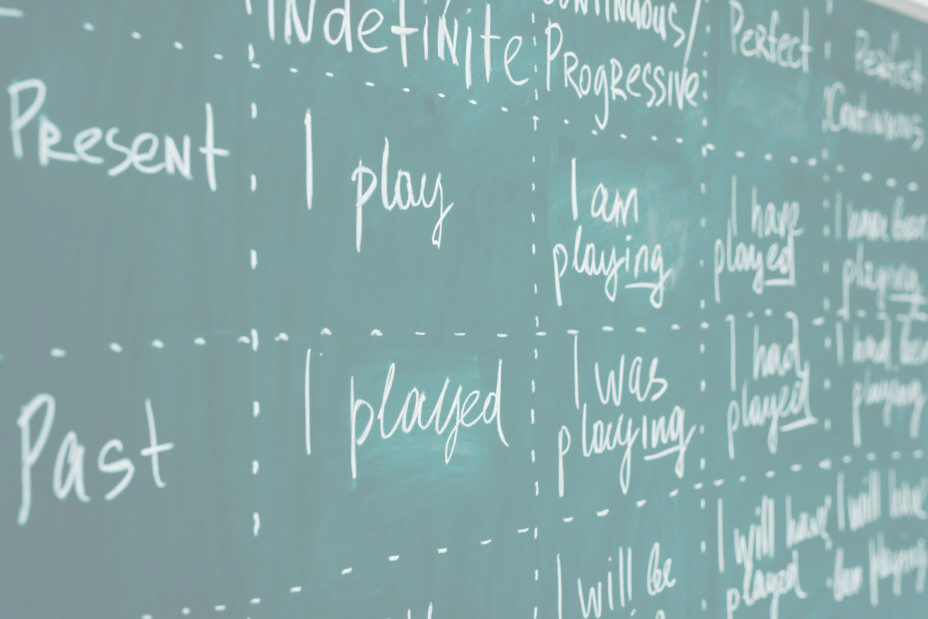 Indefinite
Continuous/
Progressive
Perfect
Perfect
Continuous
Present
I play
I am
playing
I have
played
I have been
playing
Past
I played
I was
playing
I had
played
I had been
playing
I will be
I will have
played
I will have
been playing